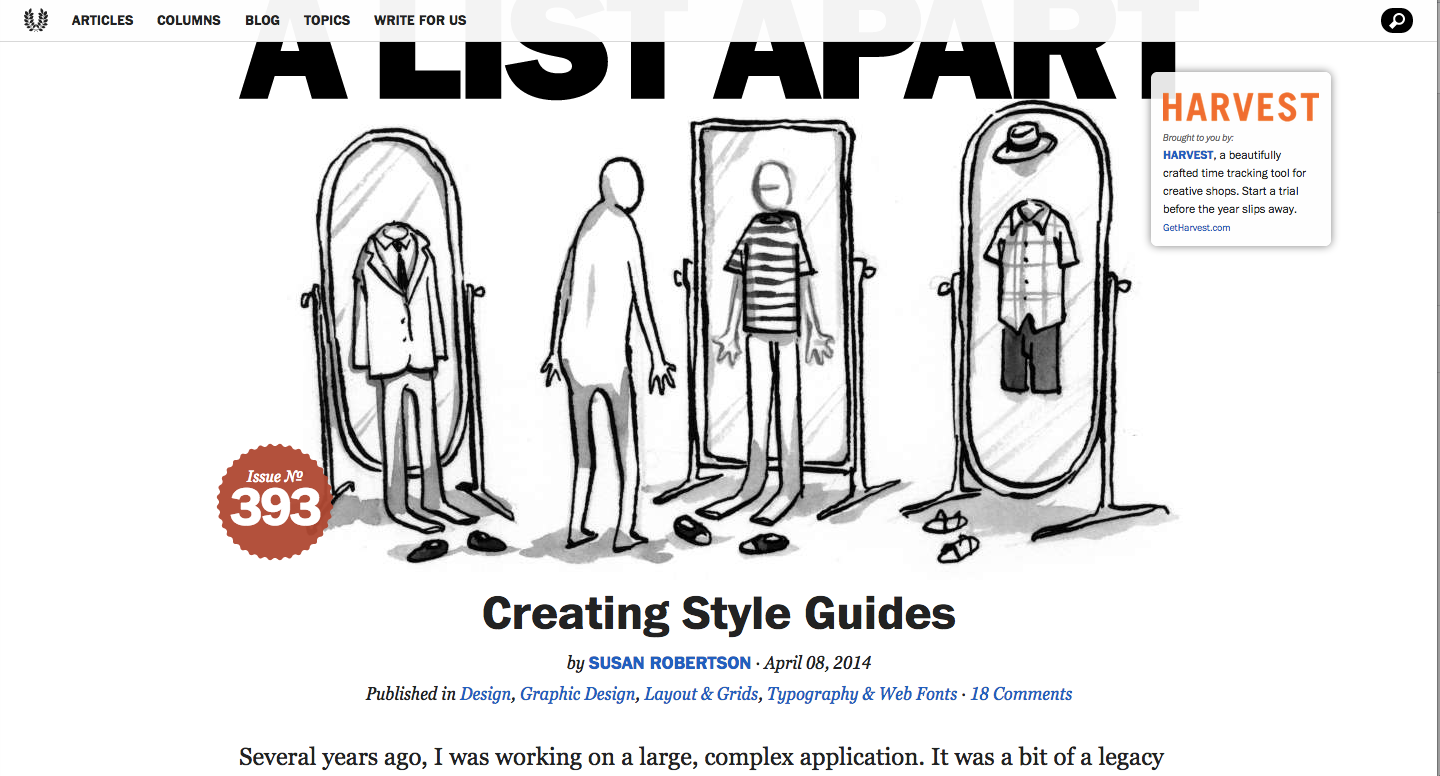 ARTICLES COLUMNS BLOG TOPICS WRITE FOR US
A LIST APART
HARVEST
Brought to you by:
HARVEST, a beautifully
crafted time tracking tool for
creative shops. Start a trial
before the year slips away.
GetHarvest.com
Issue №
393
Creating Style Guides
by SUSAN ROBERTSON · April 08, 2014
Published in Design, Graphic Design, Layout & Grids, Typography & Web Fonts · 18 Comments
Several years ago, I was working on a large, complex application. It was a bit of a legacy